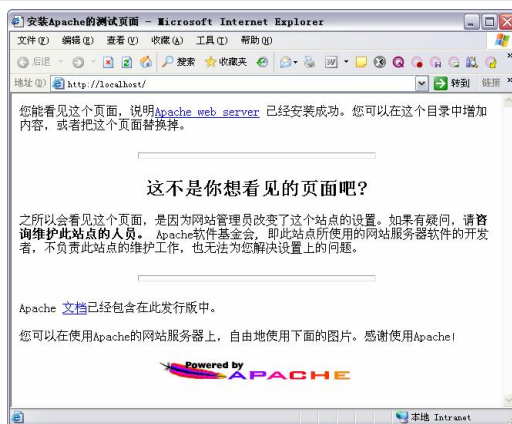 安装Apache的测试页面 - Microsoft Internet Explorer
文件(F) 编辑(E) 查看(V) 收藏(A) 工具(T) 帮助(H)
后退 搜索 收藏夹
地址(D) http://localhost/ 转到 链接 »
您能看见这个页面，说明Apache web server 已经安装成功。您可以在这个目录中增加
内容，或者把这个页面替换掉。
这不是你想看见的页面吧?
之所以会看见这个页面，是因为网站管理员改变了这个站点的设置。如果有疑问，请咨
询维护此站点的人员。 Apache软件基金会, 即此站点所使用的网站服务器软件的开发
者，不负责此站点的维护工作，也无法为您解决设置上的问题。
Apache 文档已经包含在此发行版中。
您可以在使用Apache的网站服务器上，自由地使用下面的图片。感谢使用Apache!
Powered by
APACHE
本地 Intranet